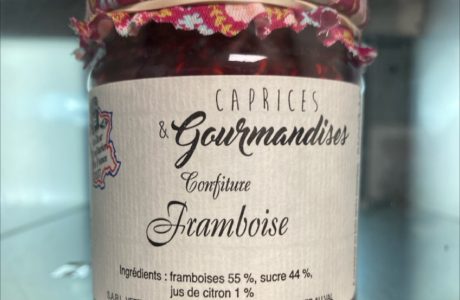 CAPRICES
& Gourmandises
Confiture
Framboise
Ingrédients : framboises 55 %, sucre 44 %,
jus de citron 1 %